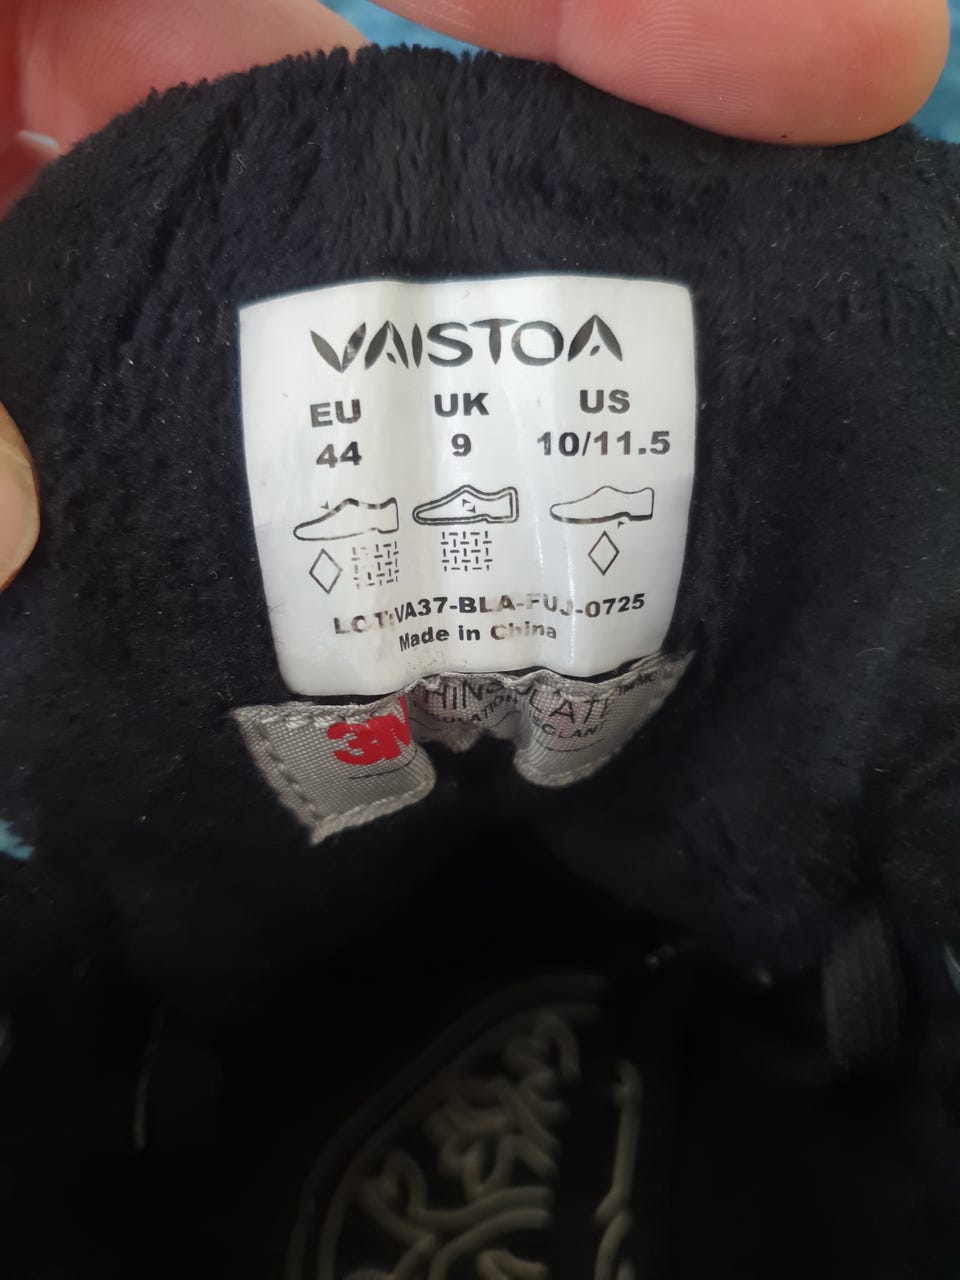 VAISTOA
EU UK US
44 9 10/11.5
LOT:VA37-BLA-FUJ-0725
Made in China
3M